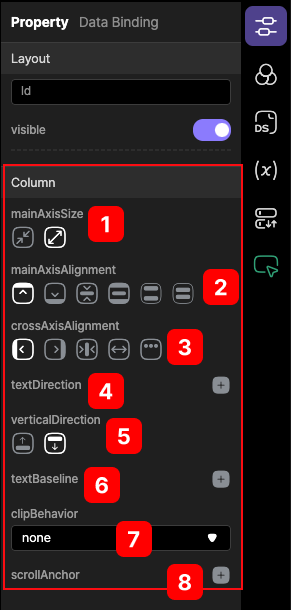 Property Data Binding
Layout
Id
visible
Column
mainAxisSize 1
mainAxisAlignment
2
crossAxisAlignment
3
textDirection 4
verticalDirection
5
textBaseline 6
clipBehavior
none 7
scrollAnchor 8
DS
(x)